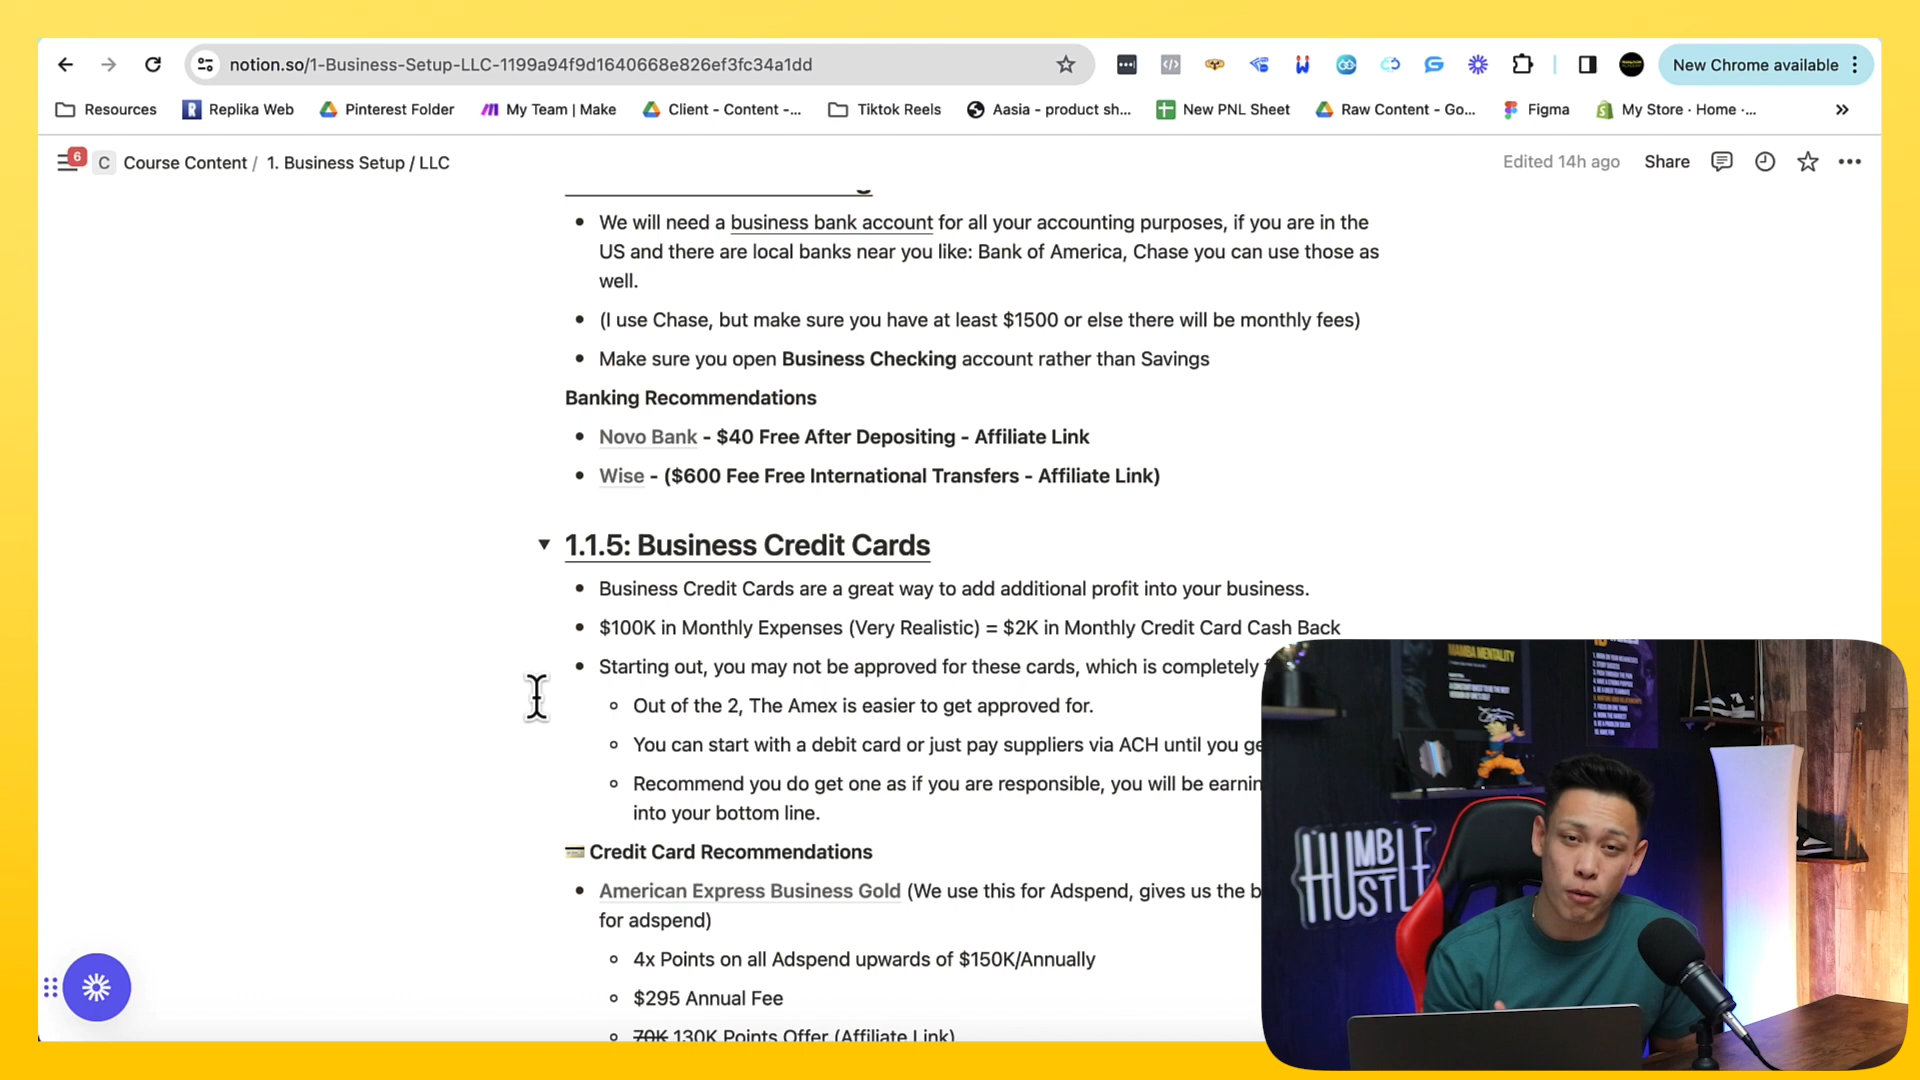 notion.so/1-Business-Setup-LLC-1199a94f9d1640668e826ef3fc34a1dd
New Chrome available
Resources
Replika Web
Pinterest Folder
My Team | Make
Client - Content -...
Tiktok Reels
Aasia - product sh...
New PNL Sheet
Raw Content - Go...
Figma
My Store · Home ·...
6
C
Course Content / 1. Business Setup / LLC
Edited 14h ago
Share
We will need a business bank account for all your accounting purposes, if you are in the
US and there are local banks near you like: Bank of America, Chase you can use those as
well.
(I use Chase, but make sure you have at least $1500 or else there will be monthly fees)
Make sure you open Business Checking account rather than Savings
Banking Recommendations
Novo Bank - $40 Free After Depositing - Affiliate Link
Wise - ($600 Fee Free International Transfers - Affiliate Link)
1.1.5: Business Credit Cards
Business Credit Cards are a great way to add additional profit into your business.
$100K in Monthly Expenses (Very Realistic) = $2K in Monthly Credit Card Cash Back
Starting out, you may not be approved for these cards, which is completely
Out of the 2, The Amex is easier to get approved for.
You can start with a debit card or just pay suppliers via ACH until you
Recommend you do get one as if you are responsible, you will be
into your bottom line.
Credit Card Recommendations
American Express Business Gold (We use this for Adspend, gives us the
for adspend)
4x Points on all Adspend upwards of $150K/Annually
$295 Annual Fee
70K 130K Points Offer (Affiliate Link)
MAMBA MENTALITY
HUMBLE
HUSTLE